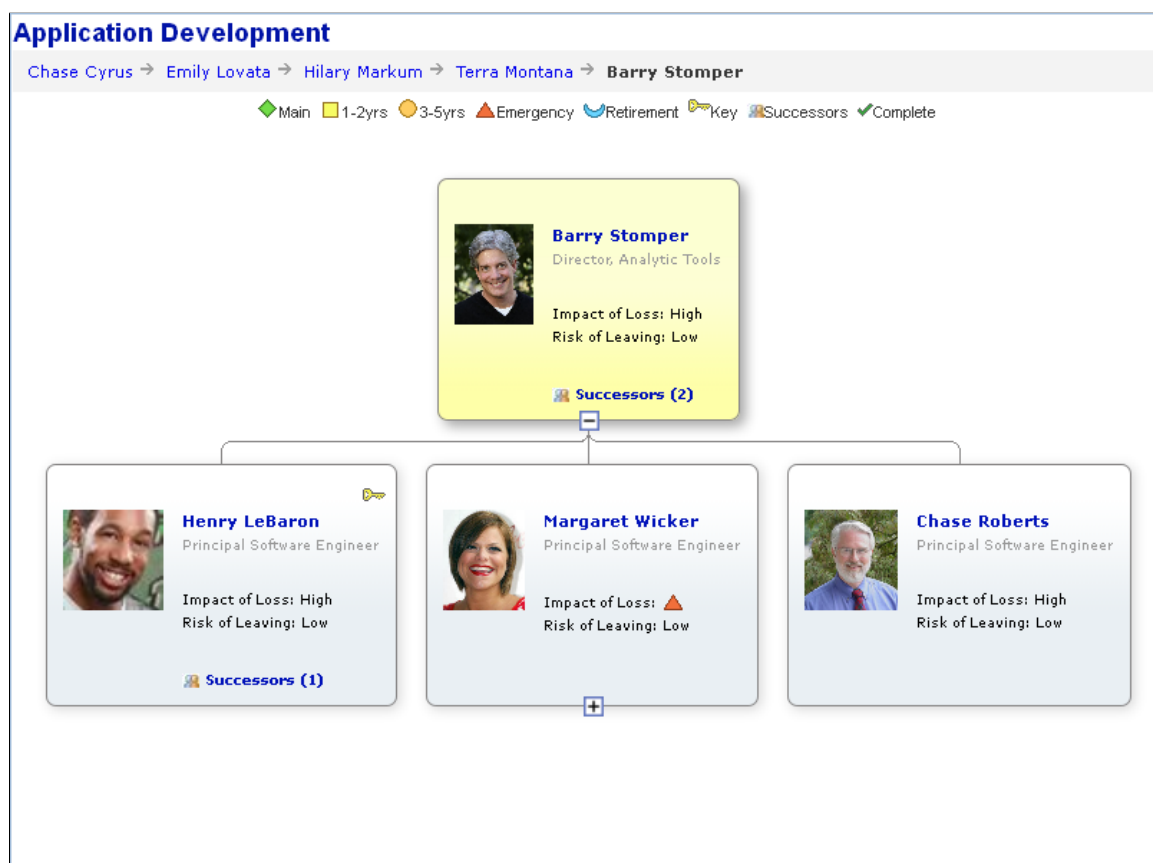 Application Development
Chase Cyrus → Emily Lovata → Hilary Markum → Terra Montana → Barry Stomper
Main 1-2yrs 3-5yrs Emergency Retirement Key Successors Complete
Barry Stomper
Director, Analytic Tools
Impact of Loss: High
Risk of Leaving: Low
Successors (2)
Henry LeBaron
Principal Software Engineer
Impact of Loss: High
Risk of Leaving: Low
Successors (1)
Margaret Wicker
Principal Software Engineer
Impact of Loss:
Risk of Leaving: Low
Chase Roberts
Principal Software Engineer
Impact of Loss: High
Risk of Leaving: Low